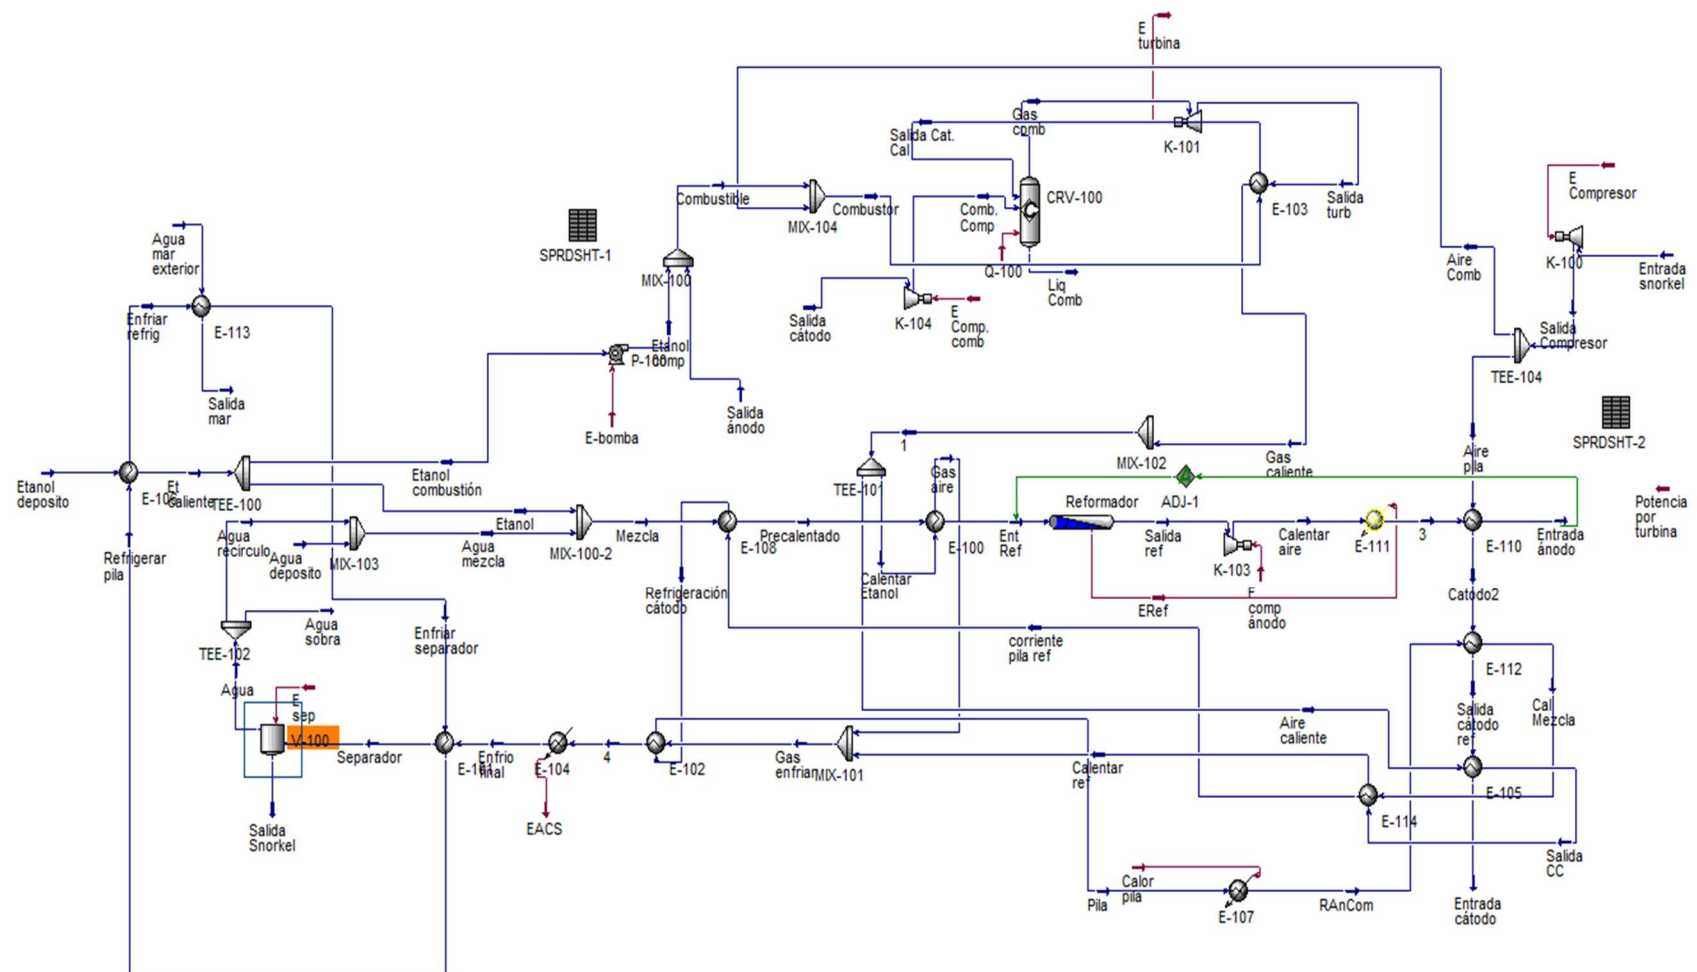 E
turbina
Gas
comb
Salida Cat.
Cal
K-101
E
Compresor
CRV-100
E-103
Salida
turb
Combustible
MIX-104
Combustor
Comb.
Comp
K-100
Entrada
snorkel
Agua
mar
exterior
SPRDSHT-1
MIX-100
Q-100
Liq
Comb
Aire
Comb
Enfriar
refrig
E-113
Salida
cátodo
K-104
E
Comp.
comb
Salida
Compresor
P-100
Etanol
comp
TEE-104
Salida
mar
Salida
ánodo
E-bomba
SPRDSHT-2
1
MIX-102
Gas
caliente
Aire
pila
Etanol
deposito
Et
Caliente
TEE-100
Etanol
combustión
TEE-101
Gas
aire
ADJ-1
Reformador
Potencia
por
turbina
Etanol
Agua
recirculo
Agua
deposito
MIX-103
Agua
mezcla
MIX-100-2
Mezcla
E-108
Precalentado
E-100
Ent
Ref
Salida
ref
K-103
Calentar
aire
E-111
3
E-110
Entrada
ánodo
Refrigerar
pila
Refrigeración
cátodo
Calentar
Etanol
ERef
comp
ánodo
Catodo2
TEE-102
Agua
sobra
Enfriar
separador
corriente
pila ref
E-112
Agua
E
sep
V-100
Separador
Enfrio
final
E-104
4
E-102
Gas
enfriar
MIX-101
Calentar
ref
Aire
caliente
Salida
cátodo
ref
Cal
Mezcla
E-105
E-114
Salida
Snorkel
EACS
Salida
CC
Calor
pila
Pila
E-107
RAnCom
Entrada
cátodo